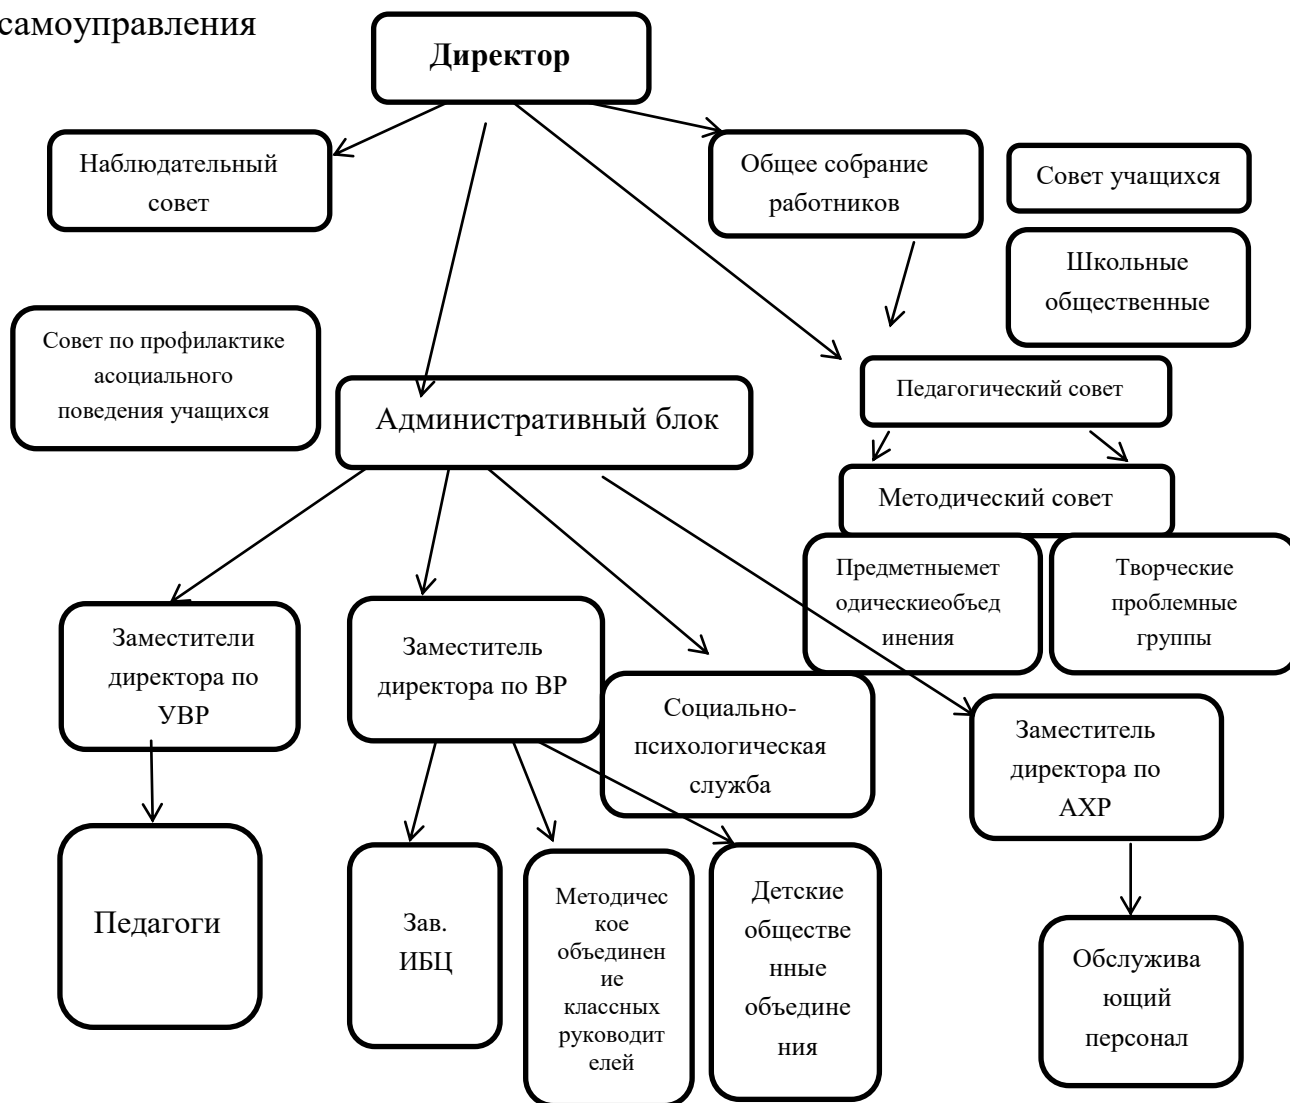 самоуправления
Директор
Наблюдательный
совет
Общее собрание
работников
Совет учащихся
Школьные
общественные
Совет по профилактике
асоциального
поведения учащихся
Административный блок
Педагогический совет
Методический совет
Предметныемет
одическиеобъед
инения
Творческие
проблемные
группы
Заместители
директора по
УВР
Заместитель
директора по ВР
Социально-
психологическая
служба
Заместитель
директора по
АХР
Педагоги
Зав.
ИБЦ
Методичес
кое
объединен
ие
классных
руководит
елей
Детские
обществе
нные
объедине
ния
Обслужива
ющий
персонал